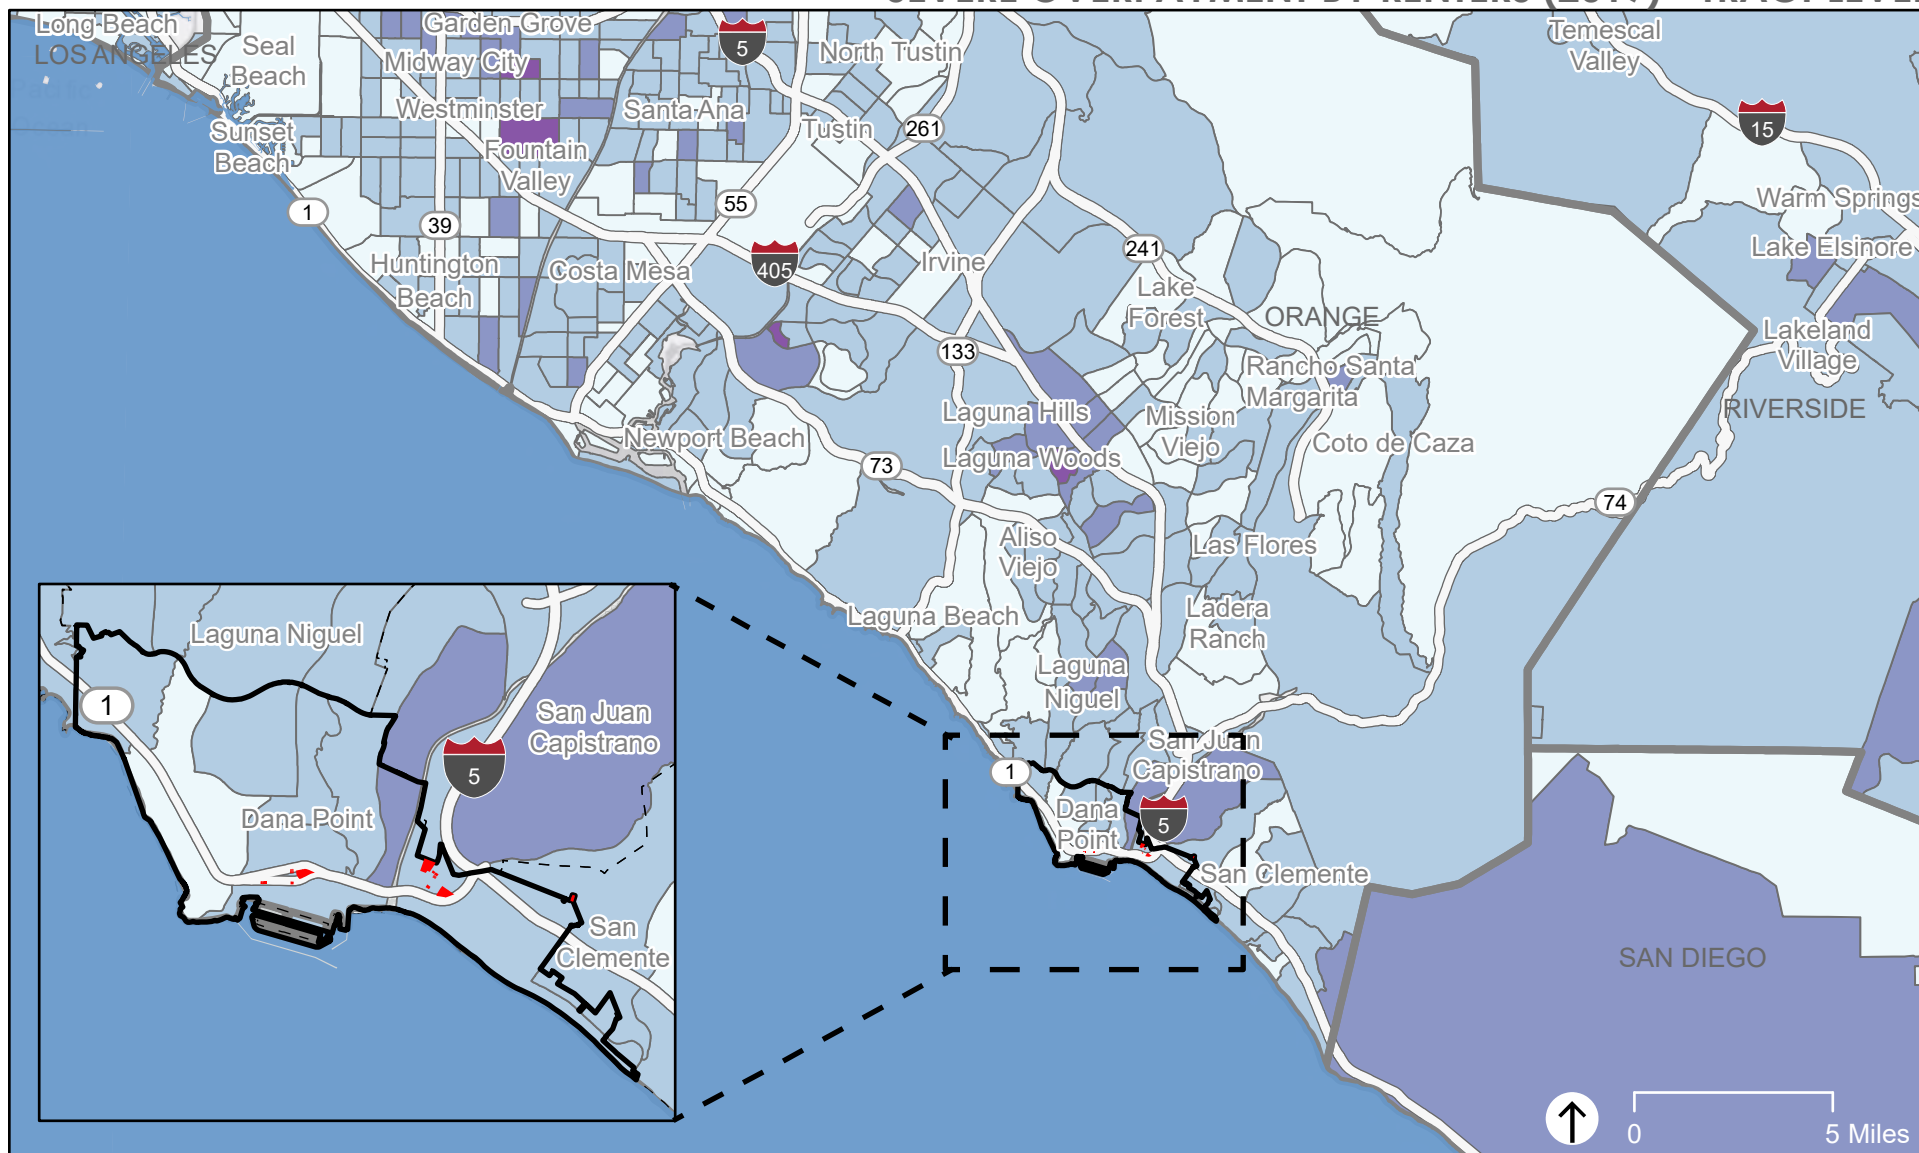 Long Beach
LOS ANGELES
Seal
Beach
Garden Grove
Midway City
Westminster
Sunset
Beach
Fountain
Valley
Santa Ana
5
North Tustin
Tustin
261
Temescal
Valley
15
Warm Springs
Lake Elsinore
Lakeland
Village
RIVERSIDE
1
39
55
405
Huntington
Beach
Costa Mesa
Irvine
241
Lake
Forest
ORANGE
Rancho Santa
Margarita
133
Laguna Hills
Laguna Woods
Mission
Viejo
Coto de Caza
Newport Beach
73
74
Aliso
Viejo
Las Flores
Laguna Beach
Ladera
Ranch
Laguna
Niguel
San Juan
Capistrano
1
Dana
Point
5
San Clemente
SAN DIEGO
Laguna Niguel
1
San Juan
Capistrano
5
Dana Point
San
Clemente
0
5 Miles